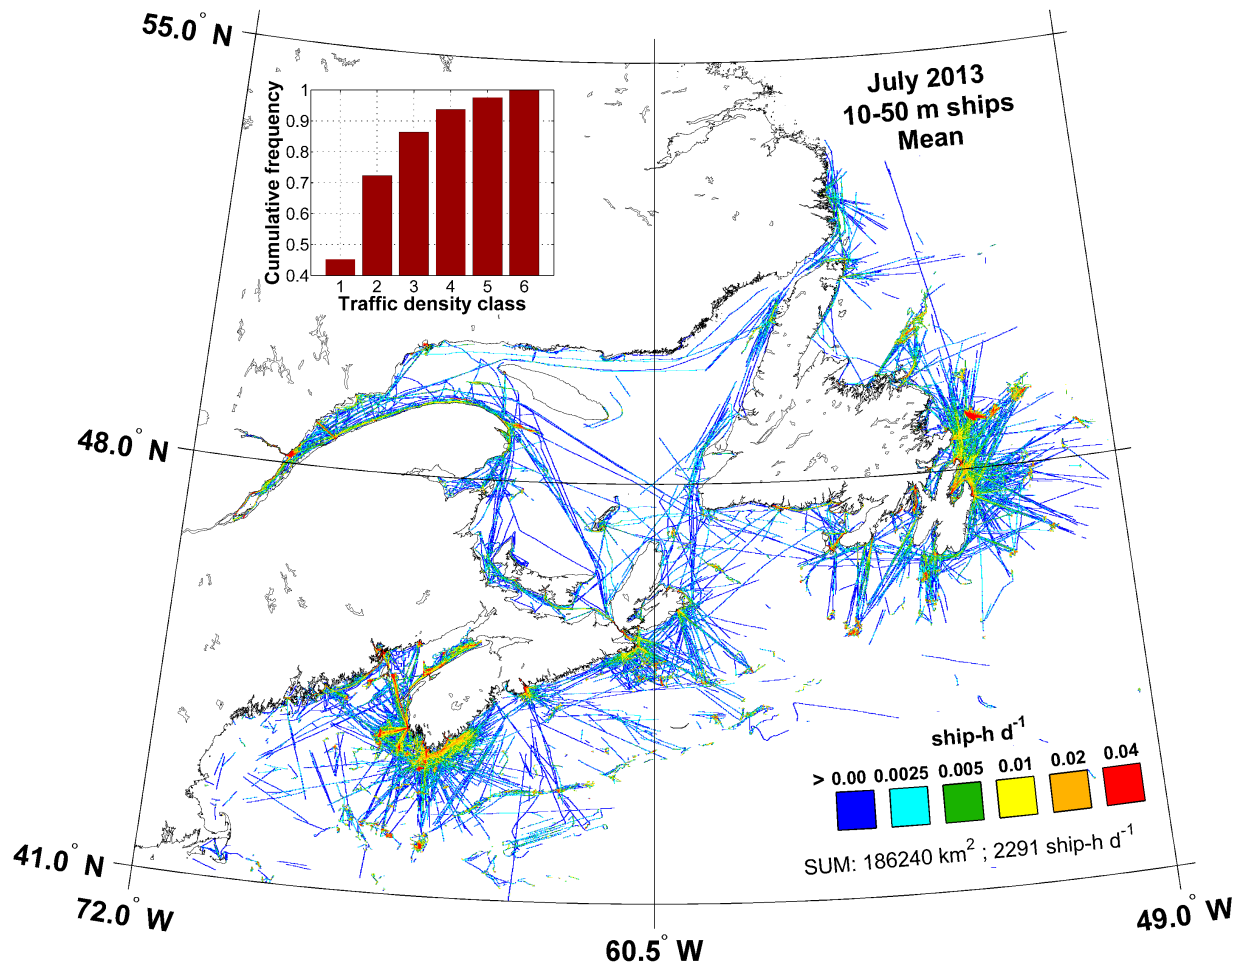 55.0° N
July 2013
10-50 m ships
Mean
Cumulative frequency
1
0.9
0.8
0.7
0.6
0.5
0.4
1 2 3 4 5 6
Traffic density class
48.0° N
ship-h d-1
> 0.00 0.0025 0.005 0.01 0.02 0.04
SUM: 186240 km2 ; 2291 ship-h d-1
41.0° N
72.0° W
60.5° W
49.0° W